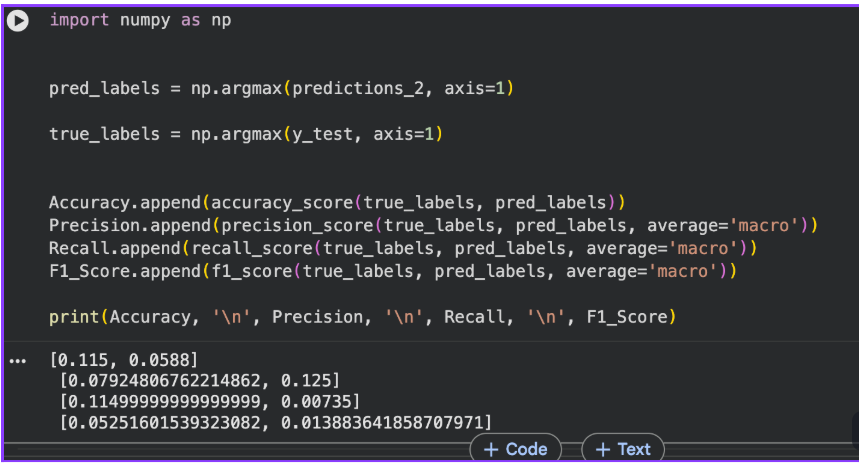 import numpy as np
pred_labels = np.argmax(predictions_2, axis=1)
true_labels = np.argmax(y_test, axis=1)
Accuracy.append(accuracy_score(true_labels, pred_labels))
Precision.append(precision_score(true_labels, pred_labels, average='macro'))
Recall.append(recall_score(true_labels, pred_labels, average='macro'))
F1_Score.append(f1_score(true_labels, pred_labels, average='macro'))
print(Accuracy, '\n', Precision, '\n', Recall, '\n', F1_Score)
[0.115, 0.0588]
[0.07924806762214862, 0.125]
[0.11499999999999999, 0.00735]
[0.05251601539323082, 0.013883641858707971]
+ Code + Text